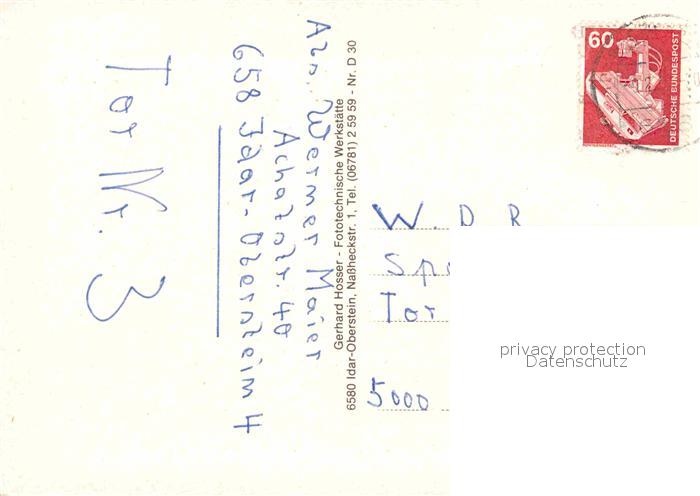 Tor Nr. 3
Abs. Werner Maier
Achatstr. 40
658 Idar-Oberstein 4
Gerhard Hosser - Fototechnische Werkstätte
6580 Idar-Oberstein, Naßheckstr. 1, Tel. (06781) 2 59 59 - Nr. D 30
60
DEUTSCHE BUNDESPOST
W. D R
Tor
5000
privacy protection
Datenschutz